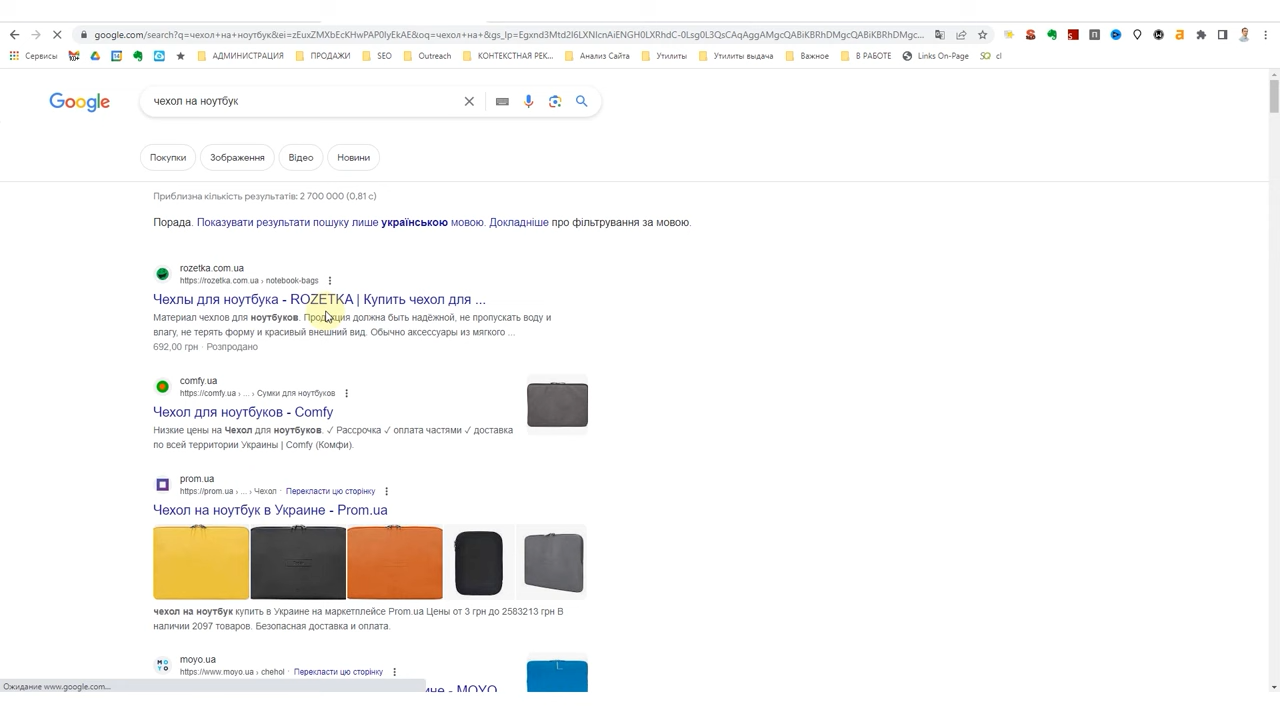 google.com/search?q=чехол+на+ноутбук&ei=zEuxZMXbEcKHwPAP0IyEkAE&oq=чехол+на+&gs_lp=Egxnd3Mtd2l6LXNlcnAiENGH0LXRhdC-0Lsg0L3QsCAqAggAMgcQABiKBRhDMgcQABiKBRhDMgc...
Сервисы
АДМИНИСТРАЦИЯ
ПРОДАЖИ
SEO
Outreach
КОНТЕКСТНАЯ РЕК...
Анализ Сайта
Утилиты
Утилиты выдача
Важное
В РАБОТЕ
Links On-Page
cl
Google
чехол на ноутбук
Покупки
Зображення
Відео
Новини
Приблизна кількість результатів: 2 700 000 (0,81 с)
Порада. Показувати результати пошуку лише українською мовою. Докладніше про фільтрування за мовою.
rozetka.com.ua
https://rozetka.com.ua › notebook-bags
Чехлы для ноутбука - ROZETKA | Купить чехол для ...
Материал чехлов для ноутбуков. Продукция должна быть надёжной, не пропускать воду и
влагу, не терять форму и красивый внешний вид. Обычно аксессуары из мягкого ...
692,00 грн · Розпродано
comfy.ua
https://comfy.ua › ... › Сумки для ноутбуков
Чехол для ноутбуков - Comfy
Низкие цены на Чехол для ноутбуков. ✓ Рассрочка ✓ оплата частями ✓ доставка
по всей территории Украины | Comfy (Комфи).
prom.ua
https://prom.ua › ... › Чехол · Перекласти цю сторінку
Чехол на ноутбук в Украине - Prom.ua
чехол на ноутбук купить в Украине на маркетплейсе Prom.ua Цены от 3 грн до 2583213 грн В
наличии 2097 товаров. Безопасная доставка и оплата.
moyo.ua
https://www.moyo.ua › chehol · Перекласти цю сторінку
ине - MOYO
Ожидание www.google.com...